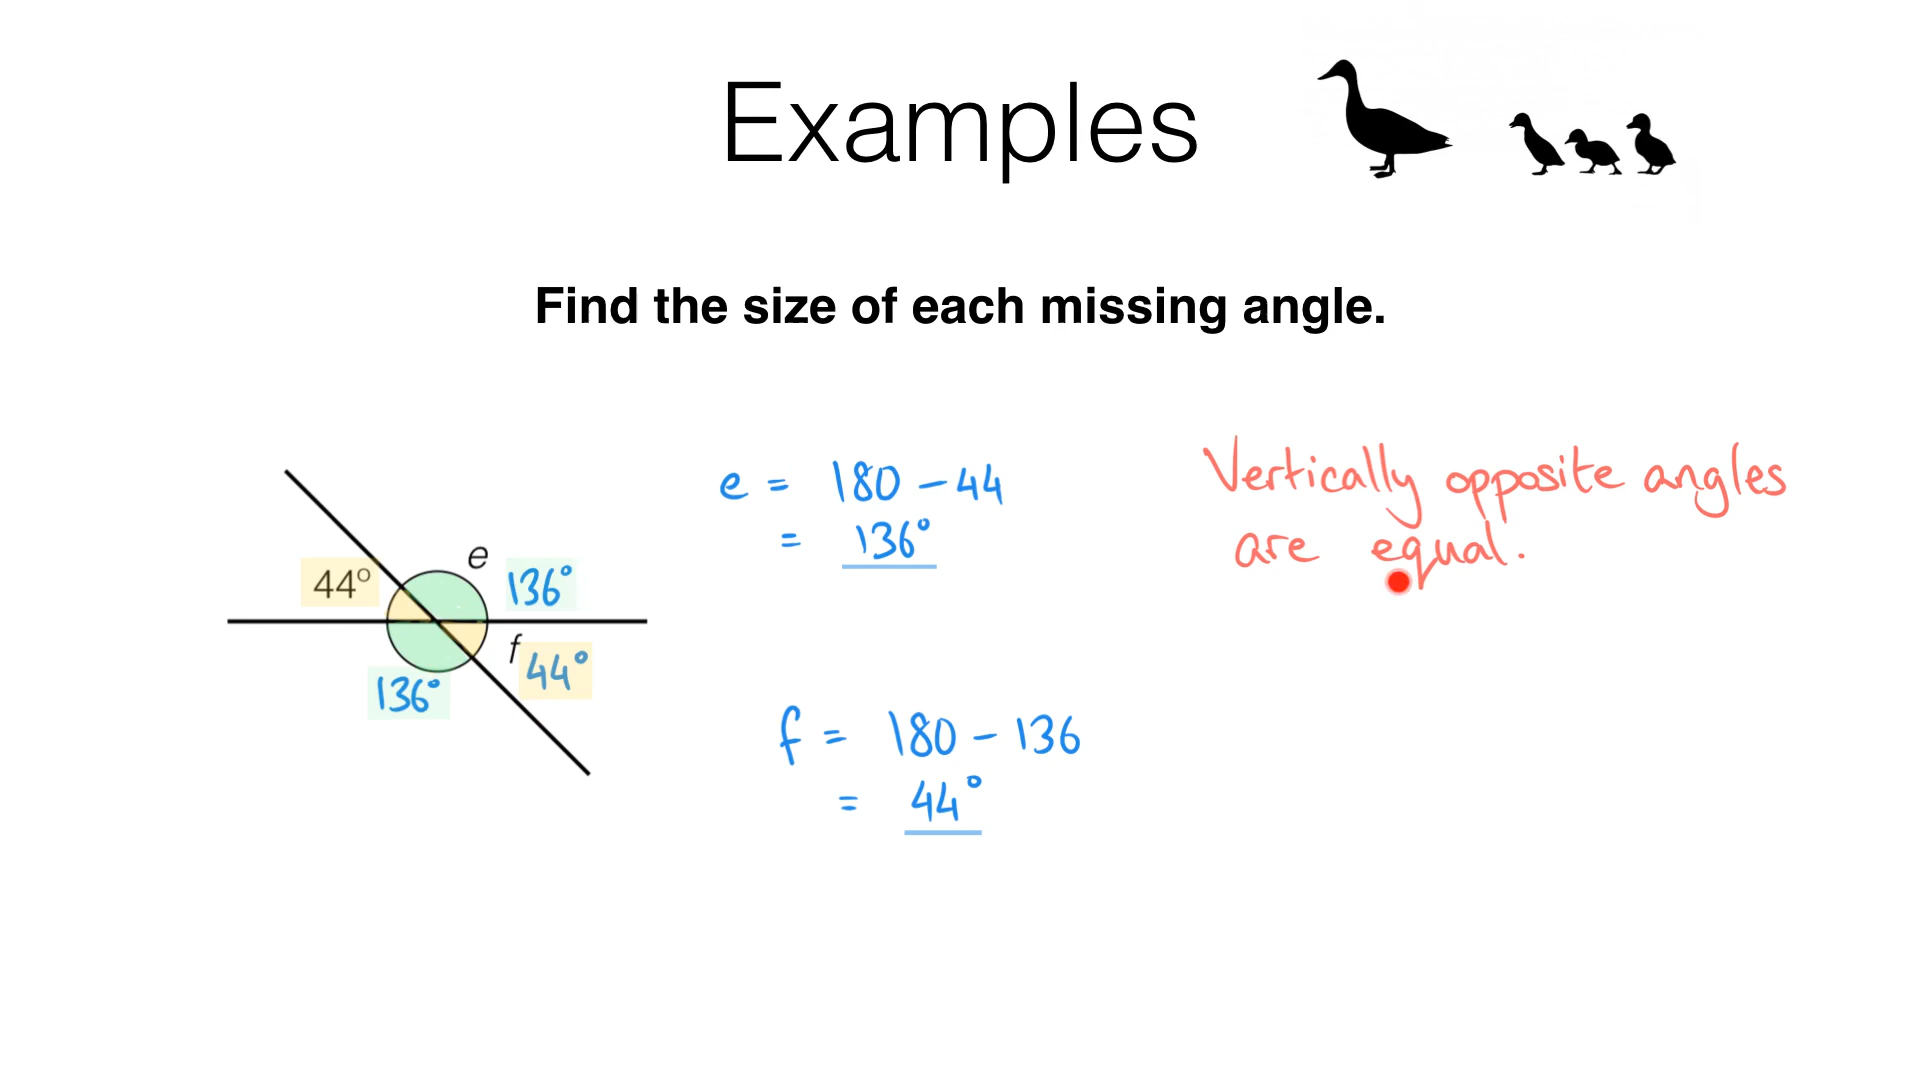 Examples
Find the size of each missing angle.
e = 180 - 44
= 136°
Vertically opposite angles
are equal.
44°
e
136°
f
44°
136°
f = 180 - 136
= 44°